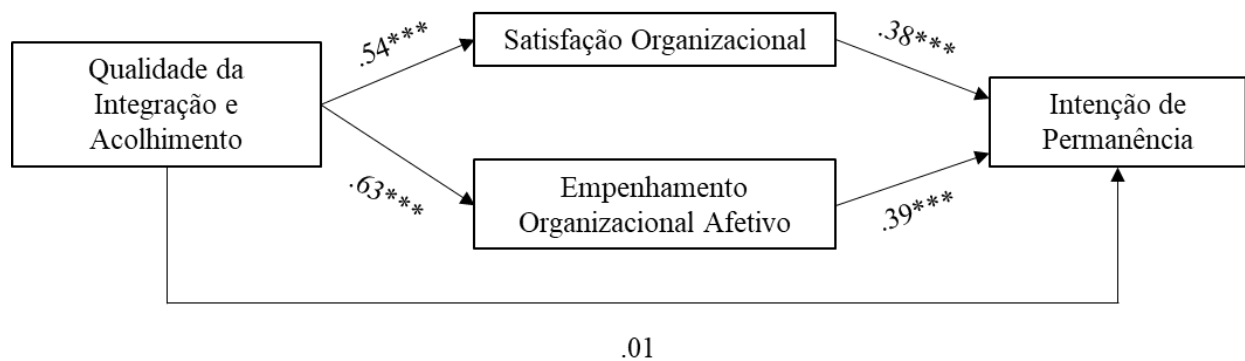 Qualidade da
Integração e
Acolhimento
.54***
Satisfação Organizacional
.38***
.63***
Empenhamento
Organizacional Afetivo
.39***
Intenção de
Permanência
.01